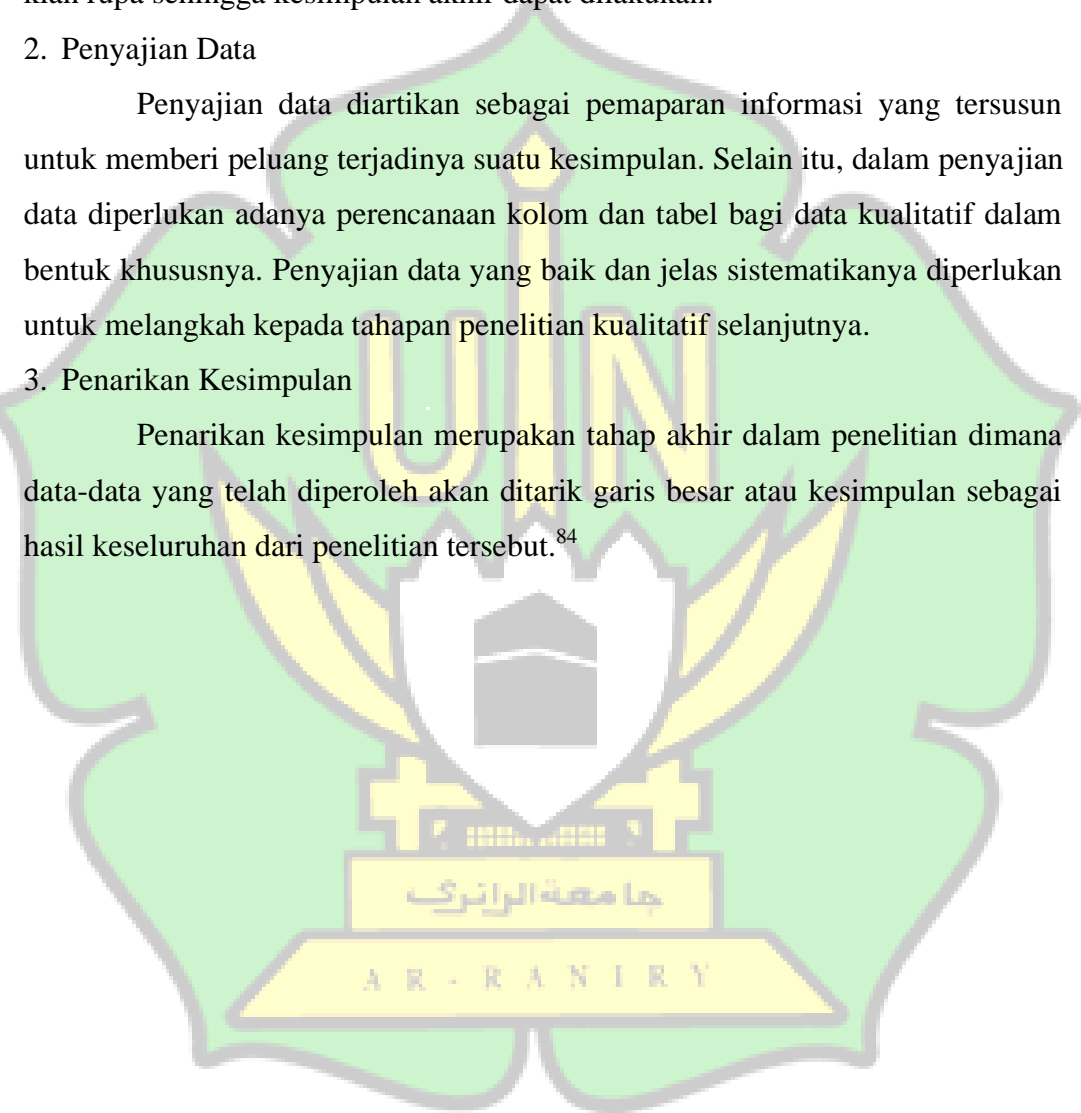 kian rupa sehingga kesimpulan akhir dapat dilakukan.
2. Penyajian Data
Penyajian data diartikan sebagai pemaparan informasi yang tersusun
untuk memberi peluang terjadinya suatu kesimpulan. Selain itu, dalam penyajian
data diperlukan adanya perencanaan kolom dan tabel bagi data kualitatif dalam
bentuk khususnya. Penyajian data yang baik dan jelas sistematikanya diperlukan
untuk melangkah kepada tahapan penelitian kualitatif selanjutnya.
3. Penarikan Kesimpulan
Penarikan kesimpulan merupakan tahap akhir dalam penelitian dimana
data-data yang telah diperoleh akan ditarik garis besar atau kesimpulan sebagai
hasil keseluruhan dari penelitian tersebut.84
UIN
جامعة الرانري
AR-RANIRY